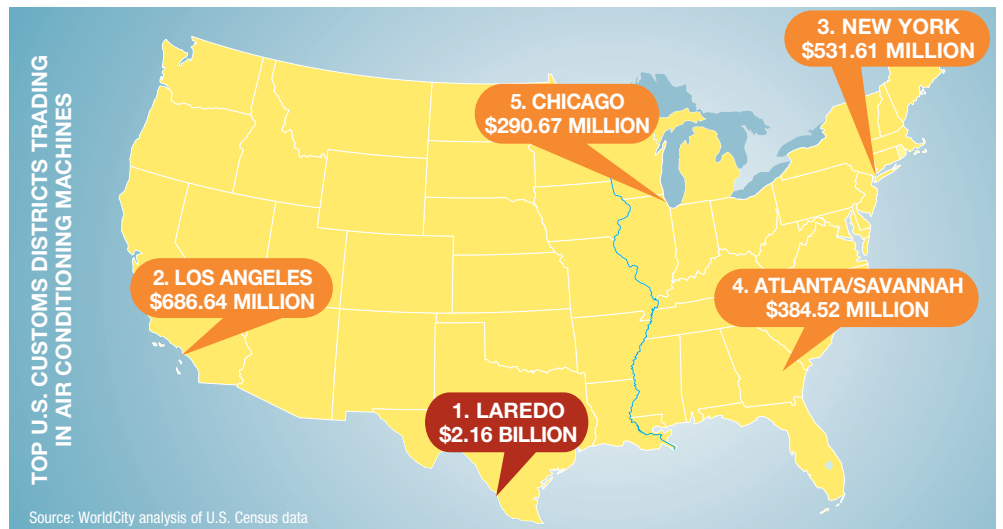 TOP U.S. CUSTOMS DISTRICTS TRADING
IN AIR CONDITIONING MACHINES
3. NEW YORK
$531.61 MILLION
5. CHICAGO
$290.67 MILLION
2. LOS ANGELES
$686.64 MILLION
4. ATLANTA/SAVANNAH
$384.52 MILLION
1. LAREDO
$2.16 BILLION
Source: WorldCity analysis of U.S. Census data